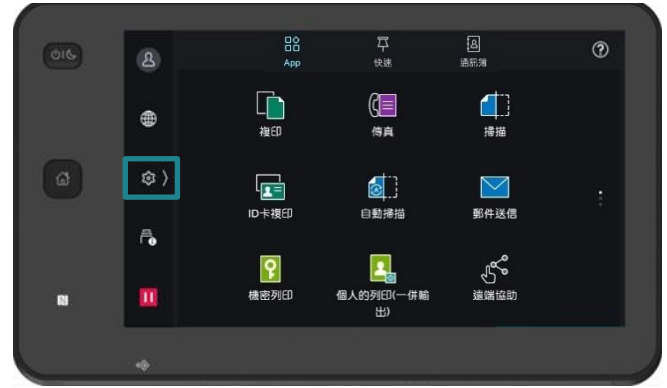 App
快速
通訊簿
複印
傳真
掃描
ID卡複印
自動掃描
郵件送信
機密列印
個人的列印(一併輸
出)
遠端協助